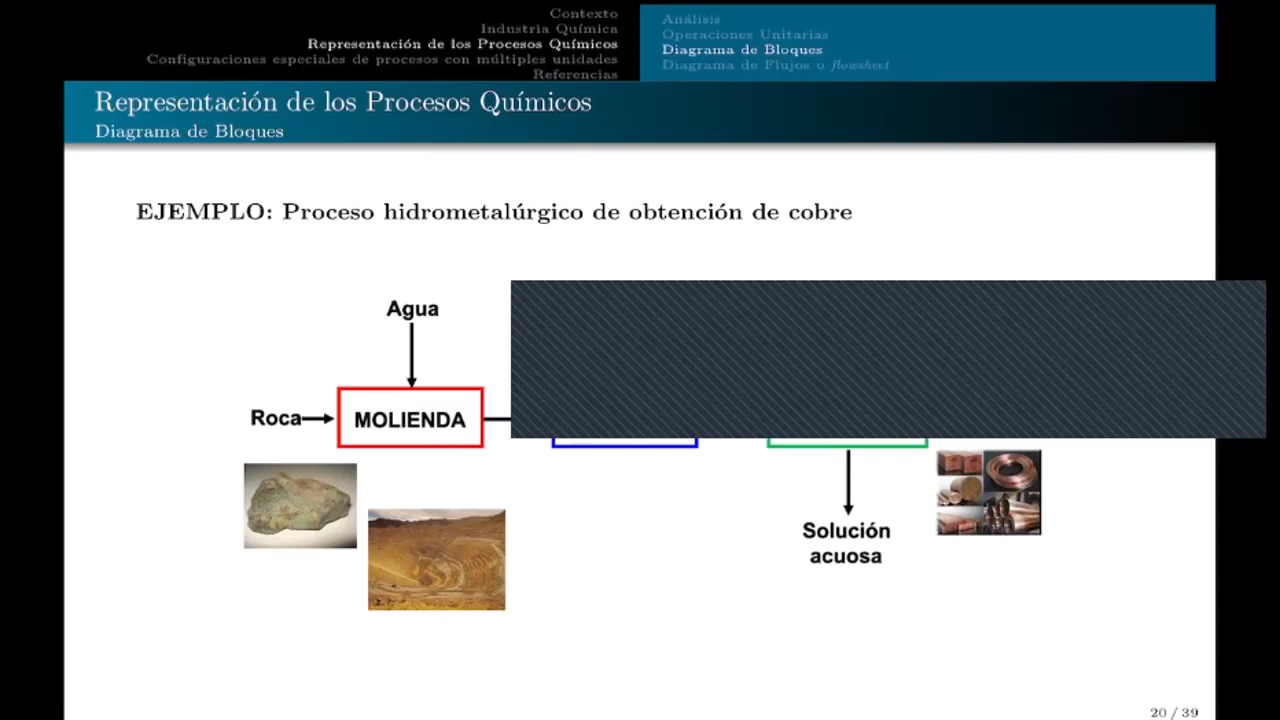 Contexto
Industria Química
Representación de los Procesos Químicos
Configuraciones especiales de procesos con múltiples unidades
Referencias
Análisis
Operaciones Unitarias
Diagrama de Bloques
Diagrama de Flujos o flowsheet
Representación de los Procesos Químicos
Diagrama de Bloques
EJEMPLO: Proceso hidrometalúrgico de obtención de cobre
Agua
Roca
MOLIENDA
Solución
acuosa
20 / 39